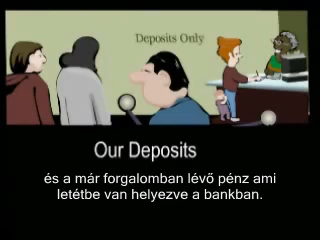 Deposits Only
Our Deposits
és a már forgalomban lévő pénz ami
letétbe van helyezve a bankban.